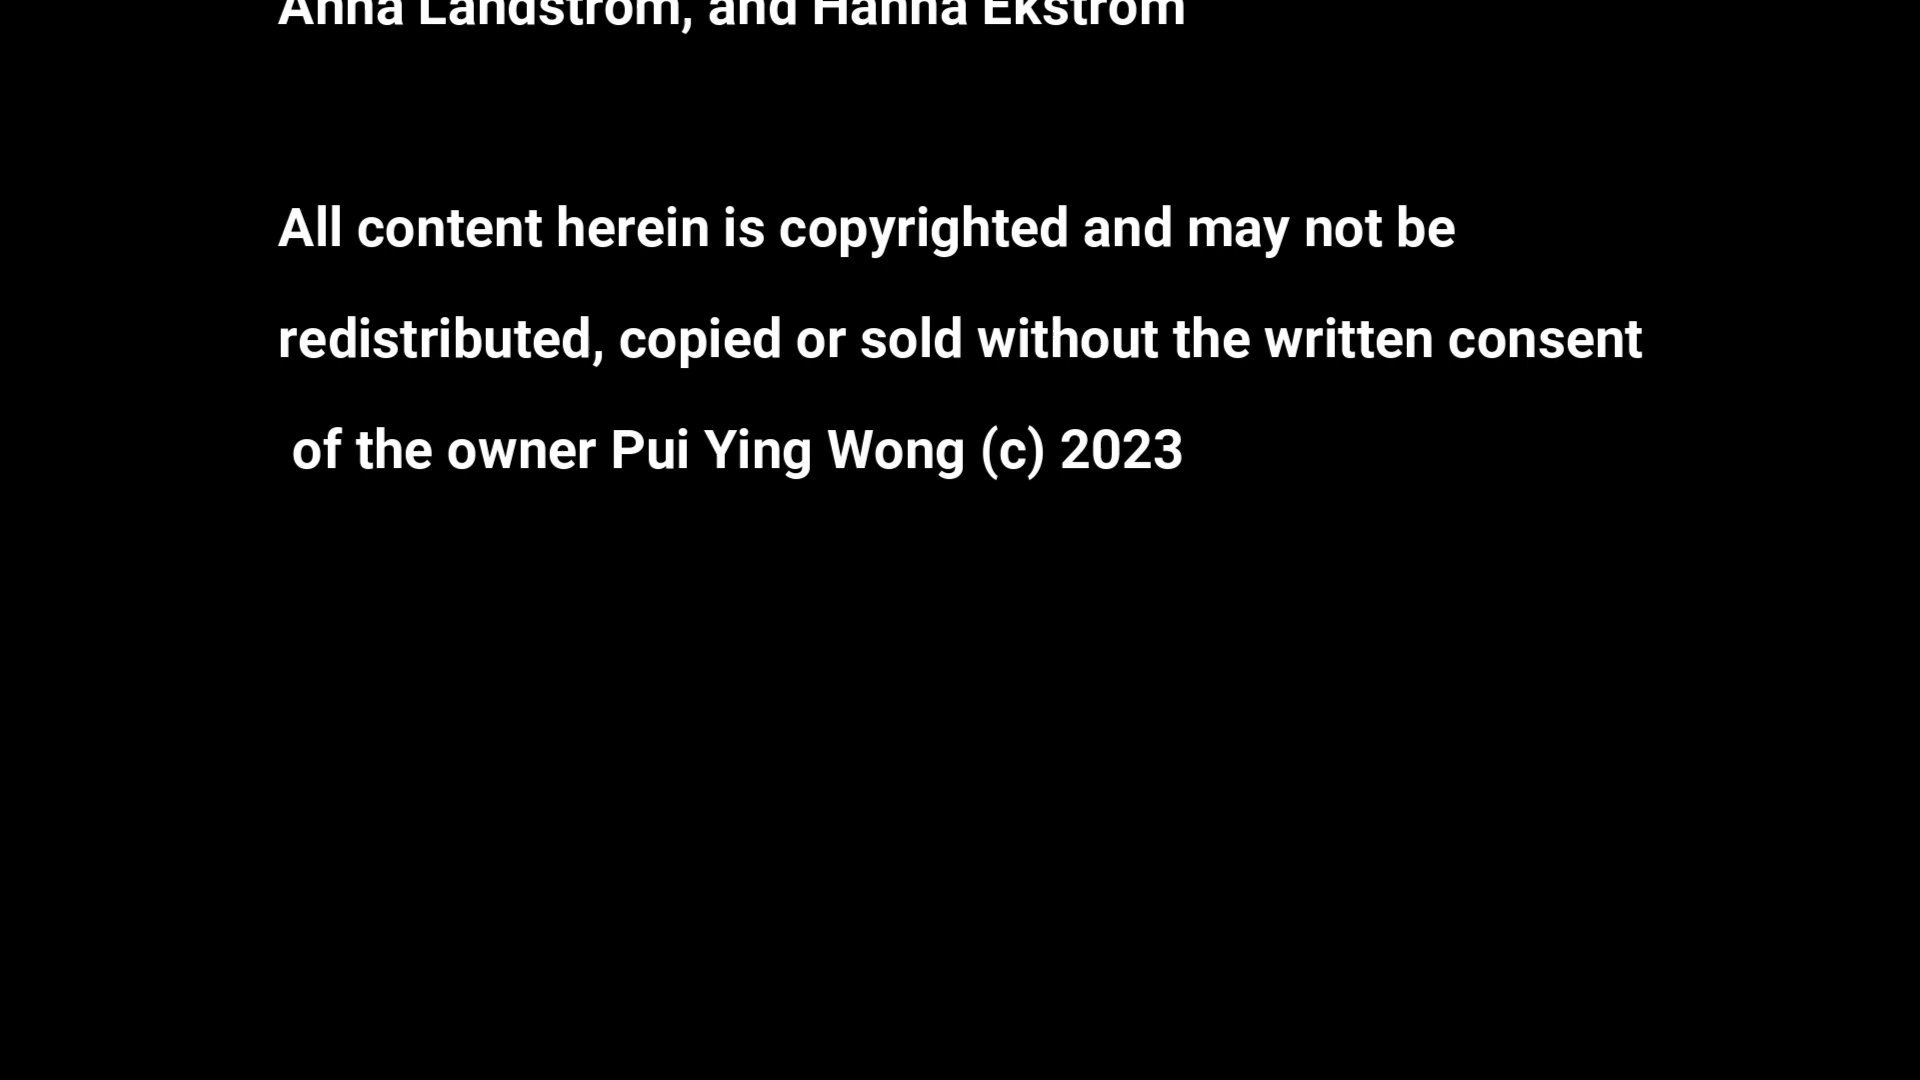 Anna Landstrom, and Hanna Ekstrom
All content herein is copyrighted and may not be
redistributed, copied or sold without the written consent
of the owner Pui Ying Wong (c) 2023